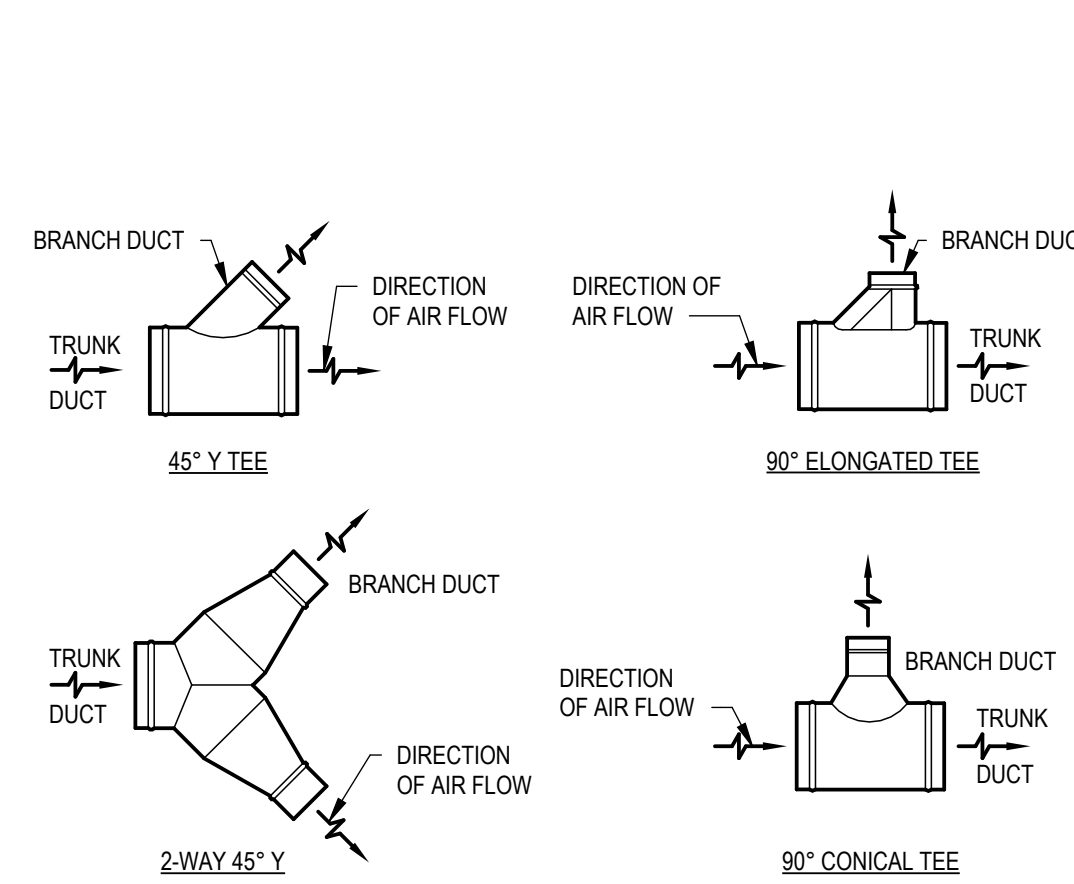 BRANCH DUCT
DIRECTION
OF AIR FLOW
TRUNK
DUCT
45° Y TEE
BRANCH DUC
DIRECTION OF
AIR FLOW
TRUNK
DUCT
90° ELONGATED TEE
BRANCH DUCT
TRUNK
DUCT
DIRECTION
OF AIR FLOW
2-WAY 45° Y
BRANCH DUCT
DIRECTION
OF AIR FLOW
TRUNK
DUCT
90° CONICAL TEE